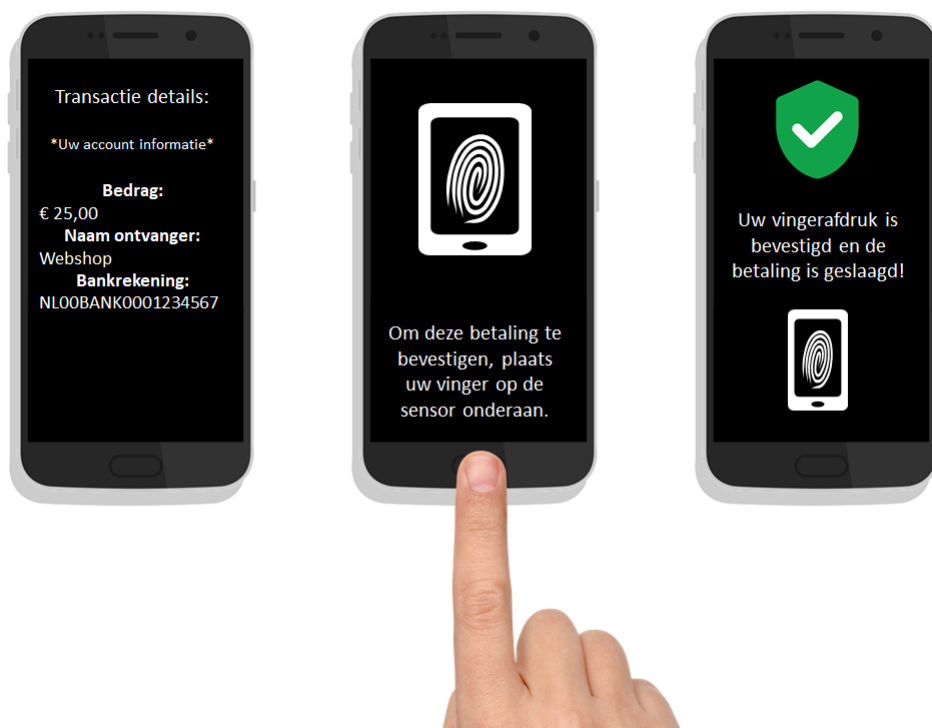 Transactie details:
*Uw account informatie*
Bedrag:
€ 25,00
Naam ontvanger:
Webshop
Bankrekening:
NL00BANK0001234567
Om deze betaling te
bevestigen, plaats
uw vinger op de
sensor onderaan.
Uw vingerafdruk is
bevestigd en de
betaling is geslaagd!